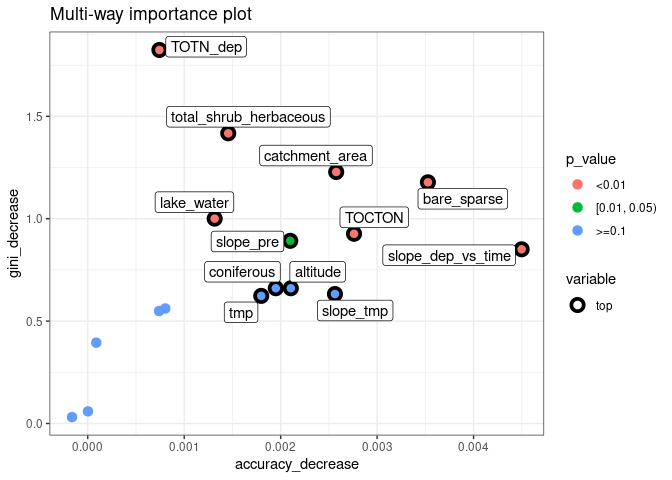 Multi-way importance plot
TOTN_dep
total_shrub_herbaceous
catchment_area
bare_sparse
lake_water
TOCTON
slope_pre
slope_dep_vs_time
coniferous
altitude
tmp
slope_tmp
gini_decrease
1.5
1.0
0.5
0.0
0.000
0.001
0.002
0.003
0.004
accuracy_decrease
p_value
<0.01
[0.01, 0.05)
>=0.1
variable
top